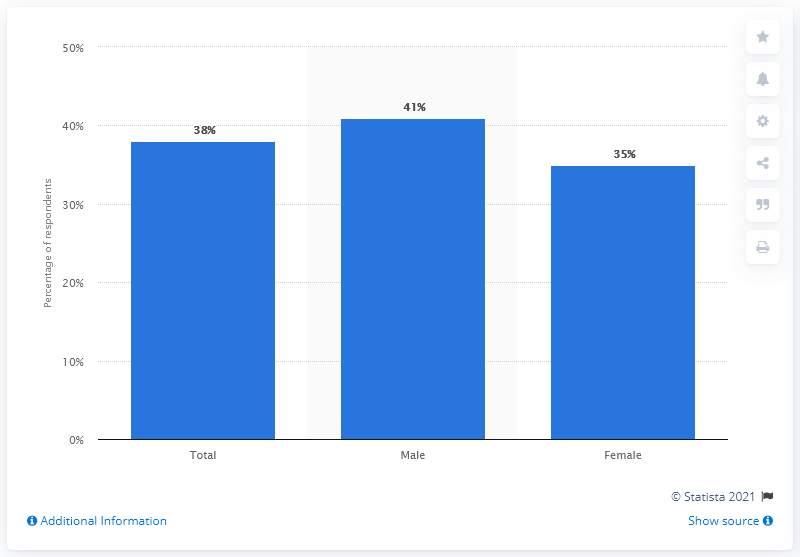 50%
40%
30%
20%
10%
0%
Percentage of respondents
38%
41%
35%
Total
Male
Female
© Statista 2021
Additional Information
Show source